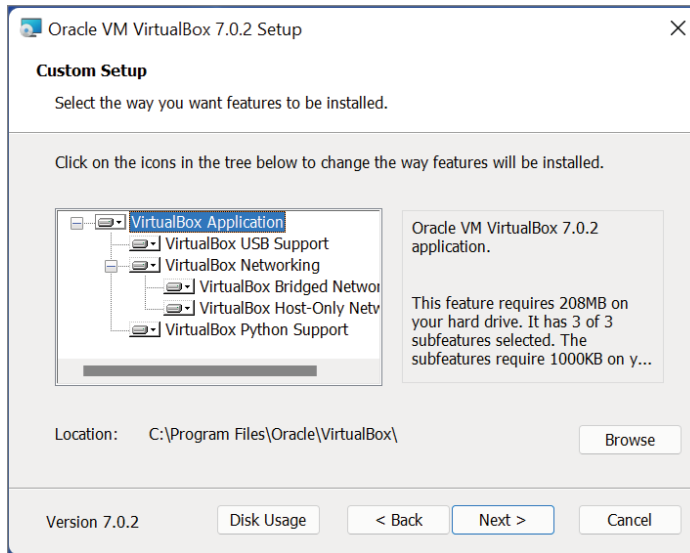 Oracle VM VirtualBox 7.0.2 Setup
Custom Setup
Select the way you want features to be installed.
Click on the icons in the tree below to change the way features will be installed.
VirtualBox Application
VirtualBox USB Support
VirtualBox Networking
VirtualBox Bridged Networ
VirtualBox Host-Only Netw
VirtualBox Python Support
Oracle VM VirtualBox 7.0.2
application.
This feature requires 208MB on
your hard drive. It has 3 of 3
subfeatures selected. The
subfeatures require 1000KB on y...
Location: C:\Program Files\Oracle\VirtualBox\
Browse
Version 7.0.2 Disk Usage < Back Next > Cancel